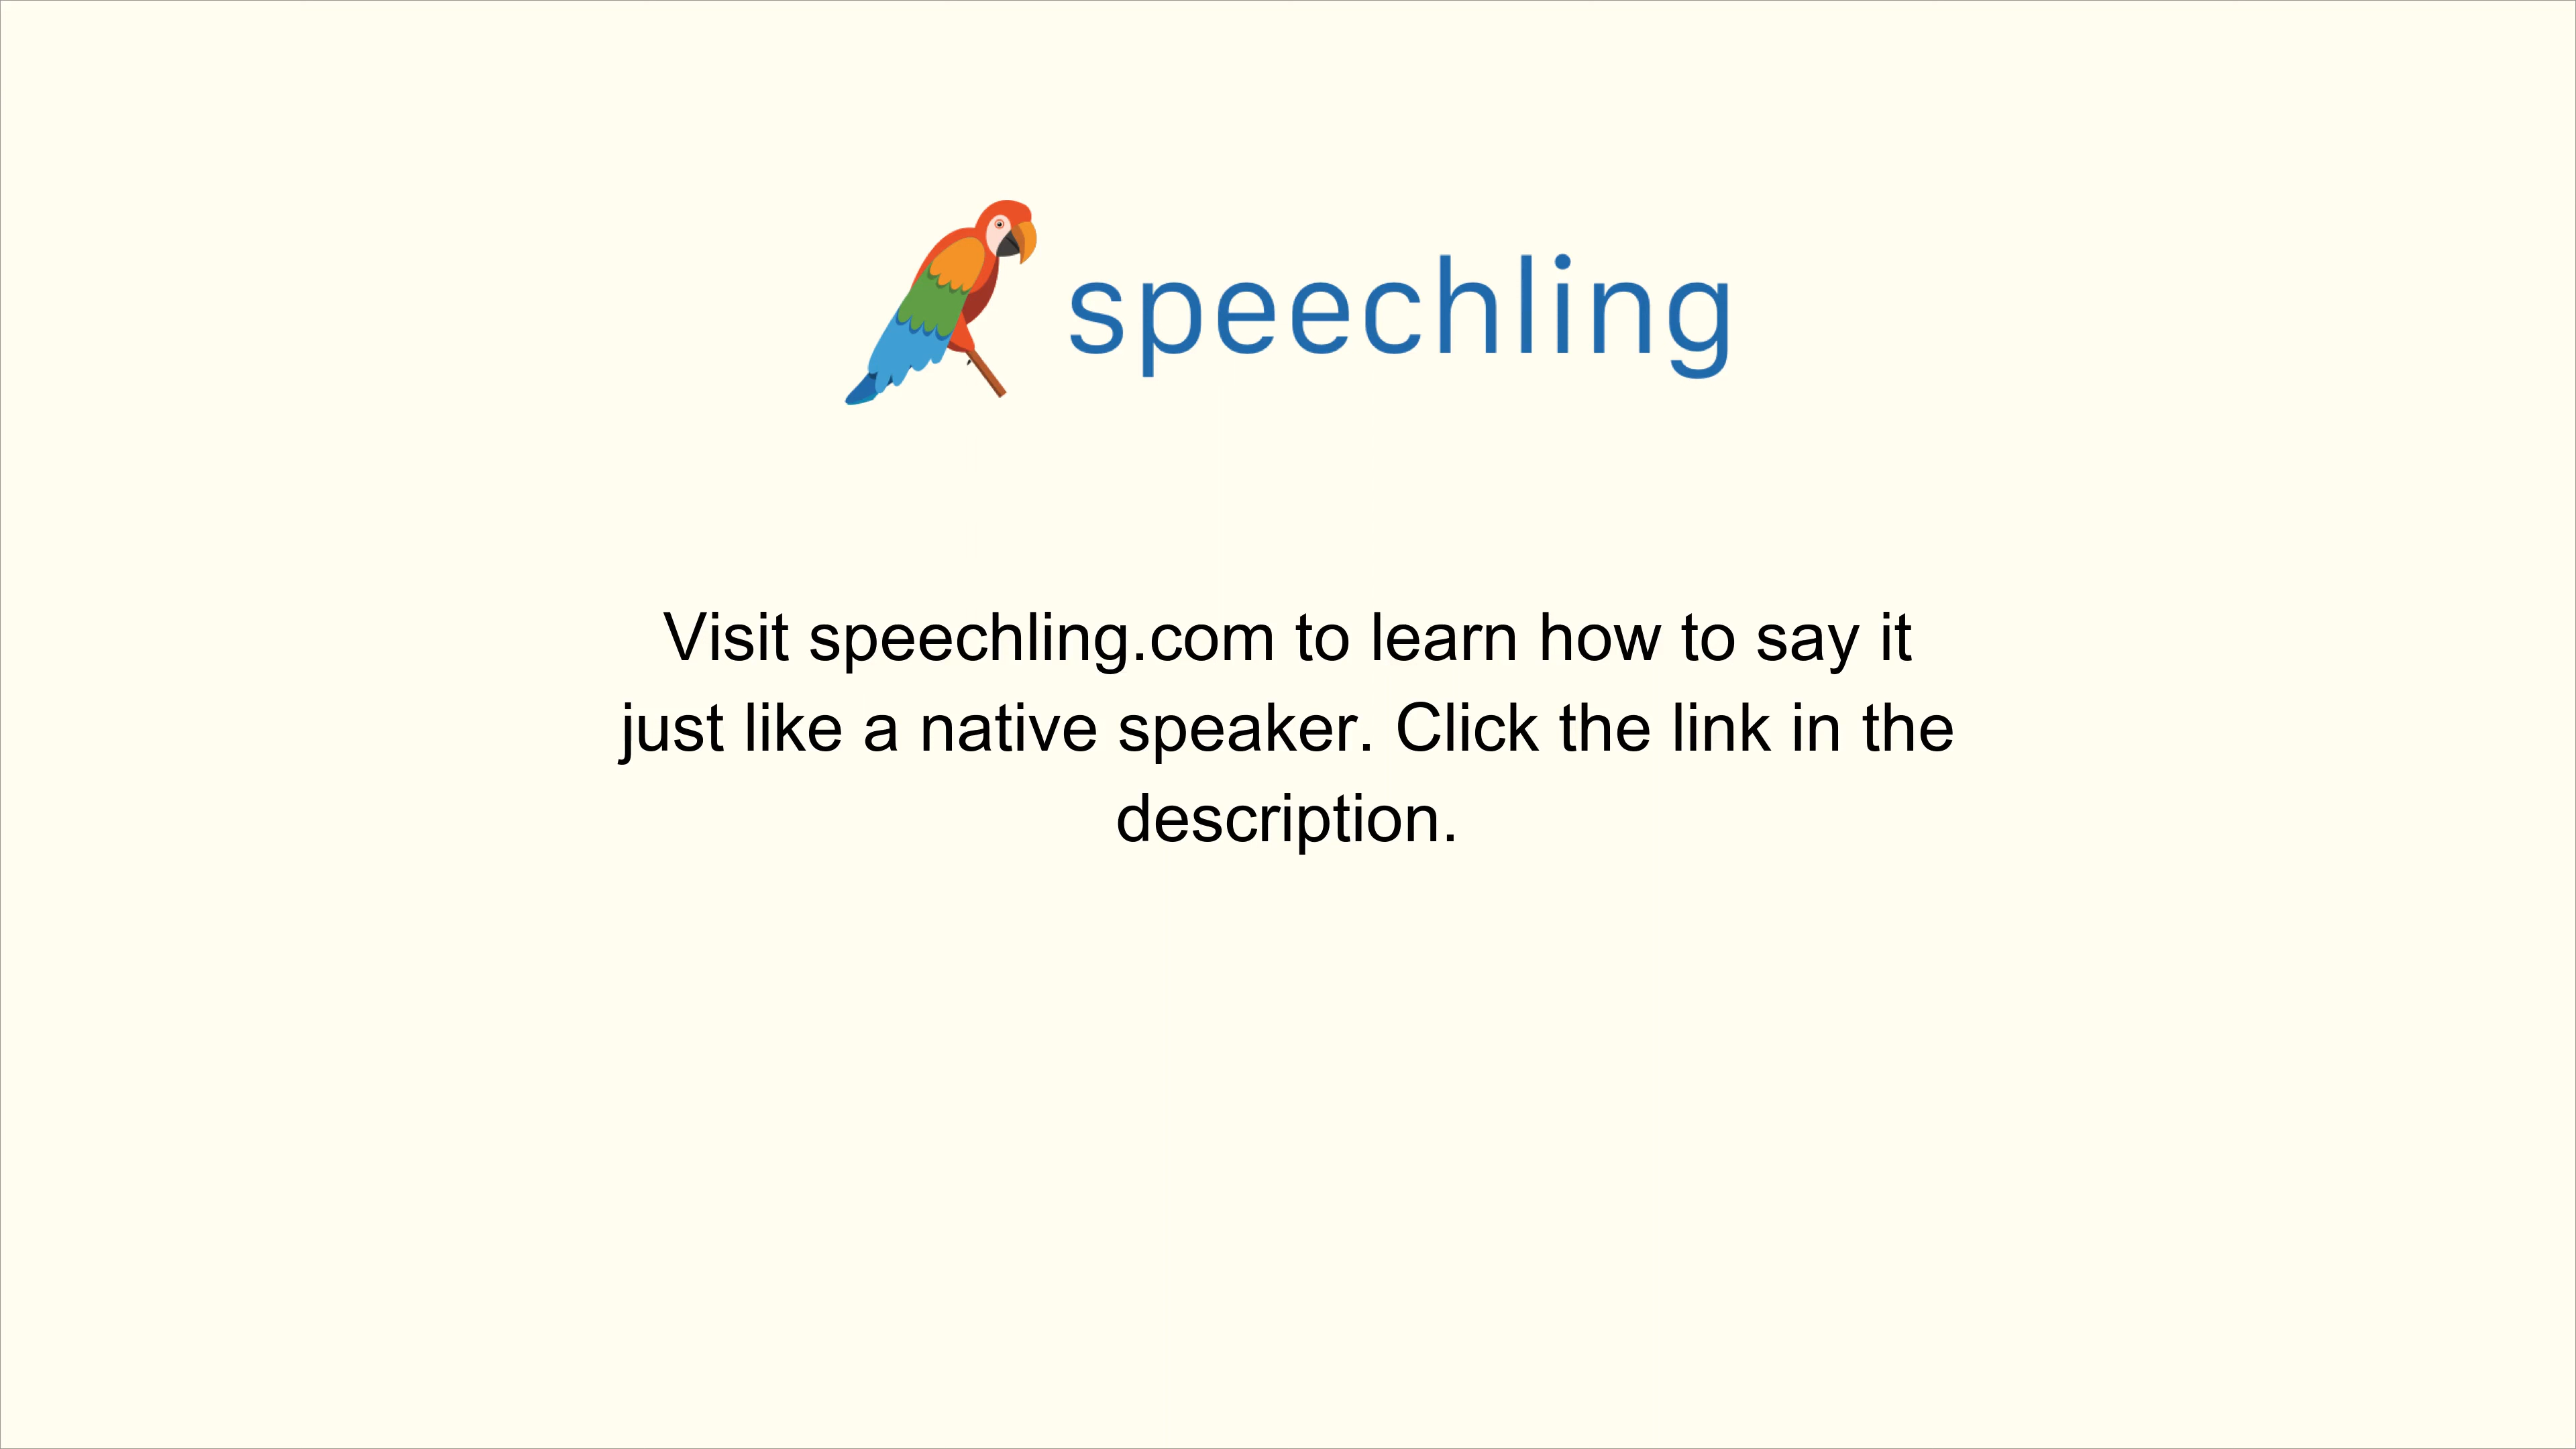 speechling
Visit speechling.com to learn how to say it
just like a native speaker. Click the link in the
description.